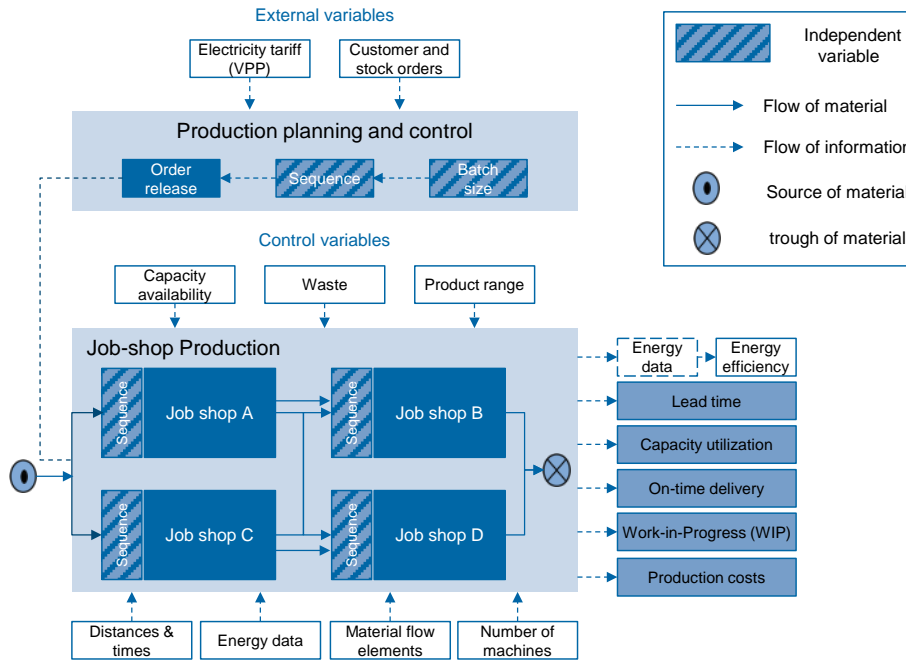 External variables
Electricity tariff
(VPP)
Customer and
stock orders
Production planning and control
Order
release
Sequence
Batch
size
Control variables
Capacity
availability
Waste
Product range
Job-shop Production
Sequence
Job shop A
Sequence
Job shop B
Sequence
Job shop C
Sequence
Job shop D
Distances &
times
Energy data
Material flow
elements
Number of
machines
Energy
data
Energy
efficiency
Lead time
Capacity utilization
On-time delivery
Work-in-Progress (WIP)
Production costs
Independent
variable
Flow of material
Flow of information
Source of material
trough of material